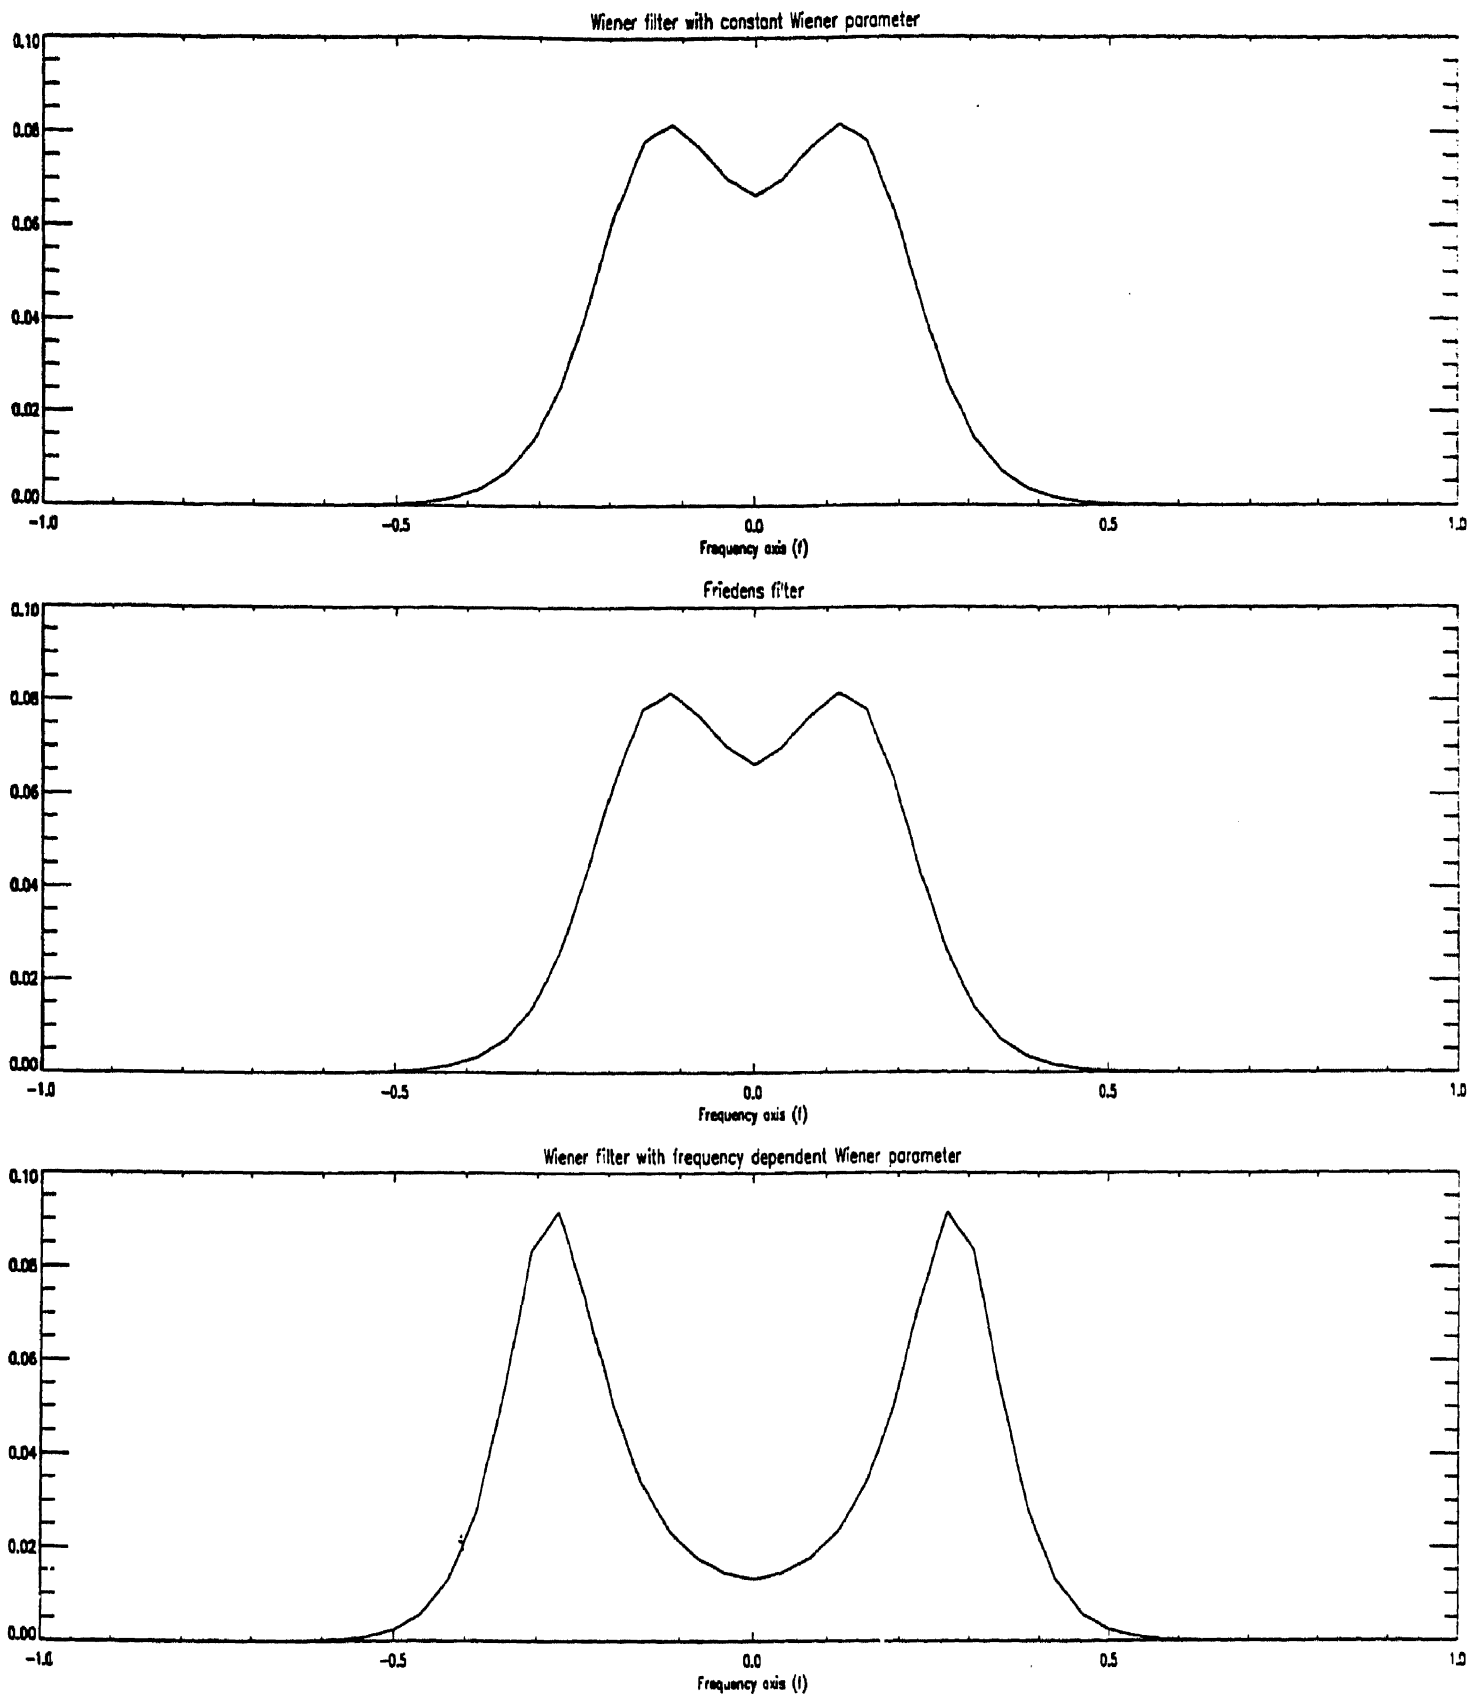 Wiener filter with constant Wiener parameter
0.10
0.08
0.06
0.04
0.02
0.00
-1.0 -0.5 0.0 0.5 1.0
Frequency axis (f)
Friedens filter
0.10
0.08
0.06
0.04
0.02
0.00
-1.0 -0.5 0.0 0.5 1.0
Frequency axis (f)
Wiener filter with frequency dependent Wiener parameter
0.10
0.08
0.06
0.04
0.02
0.00
-1.0 -0.5 0.0 0.5 1.0
Frequency axis (f)